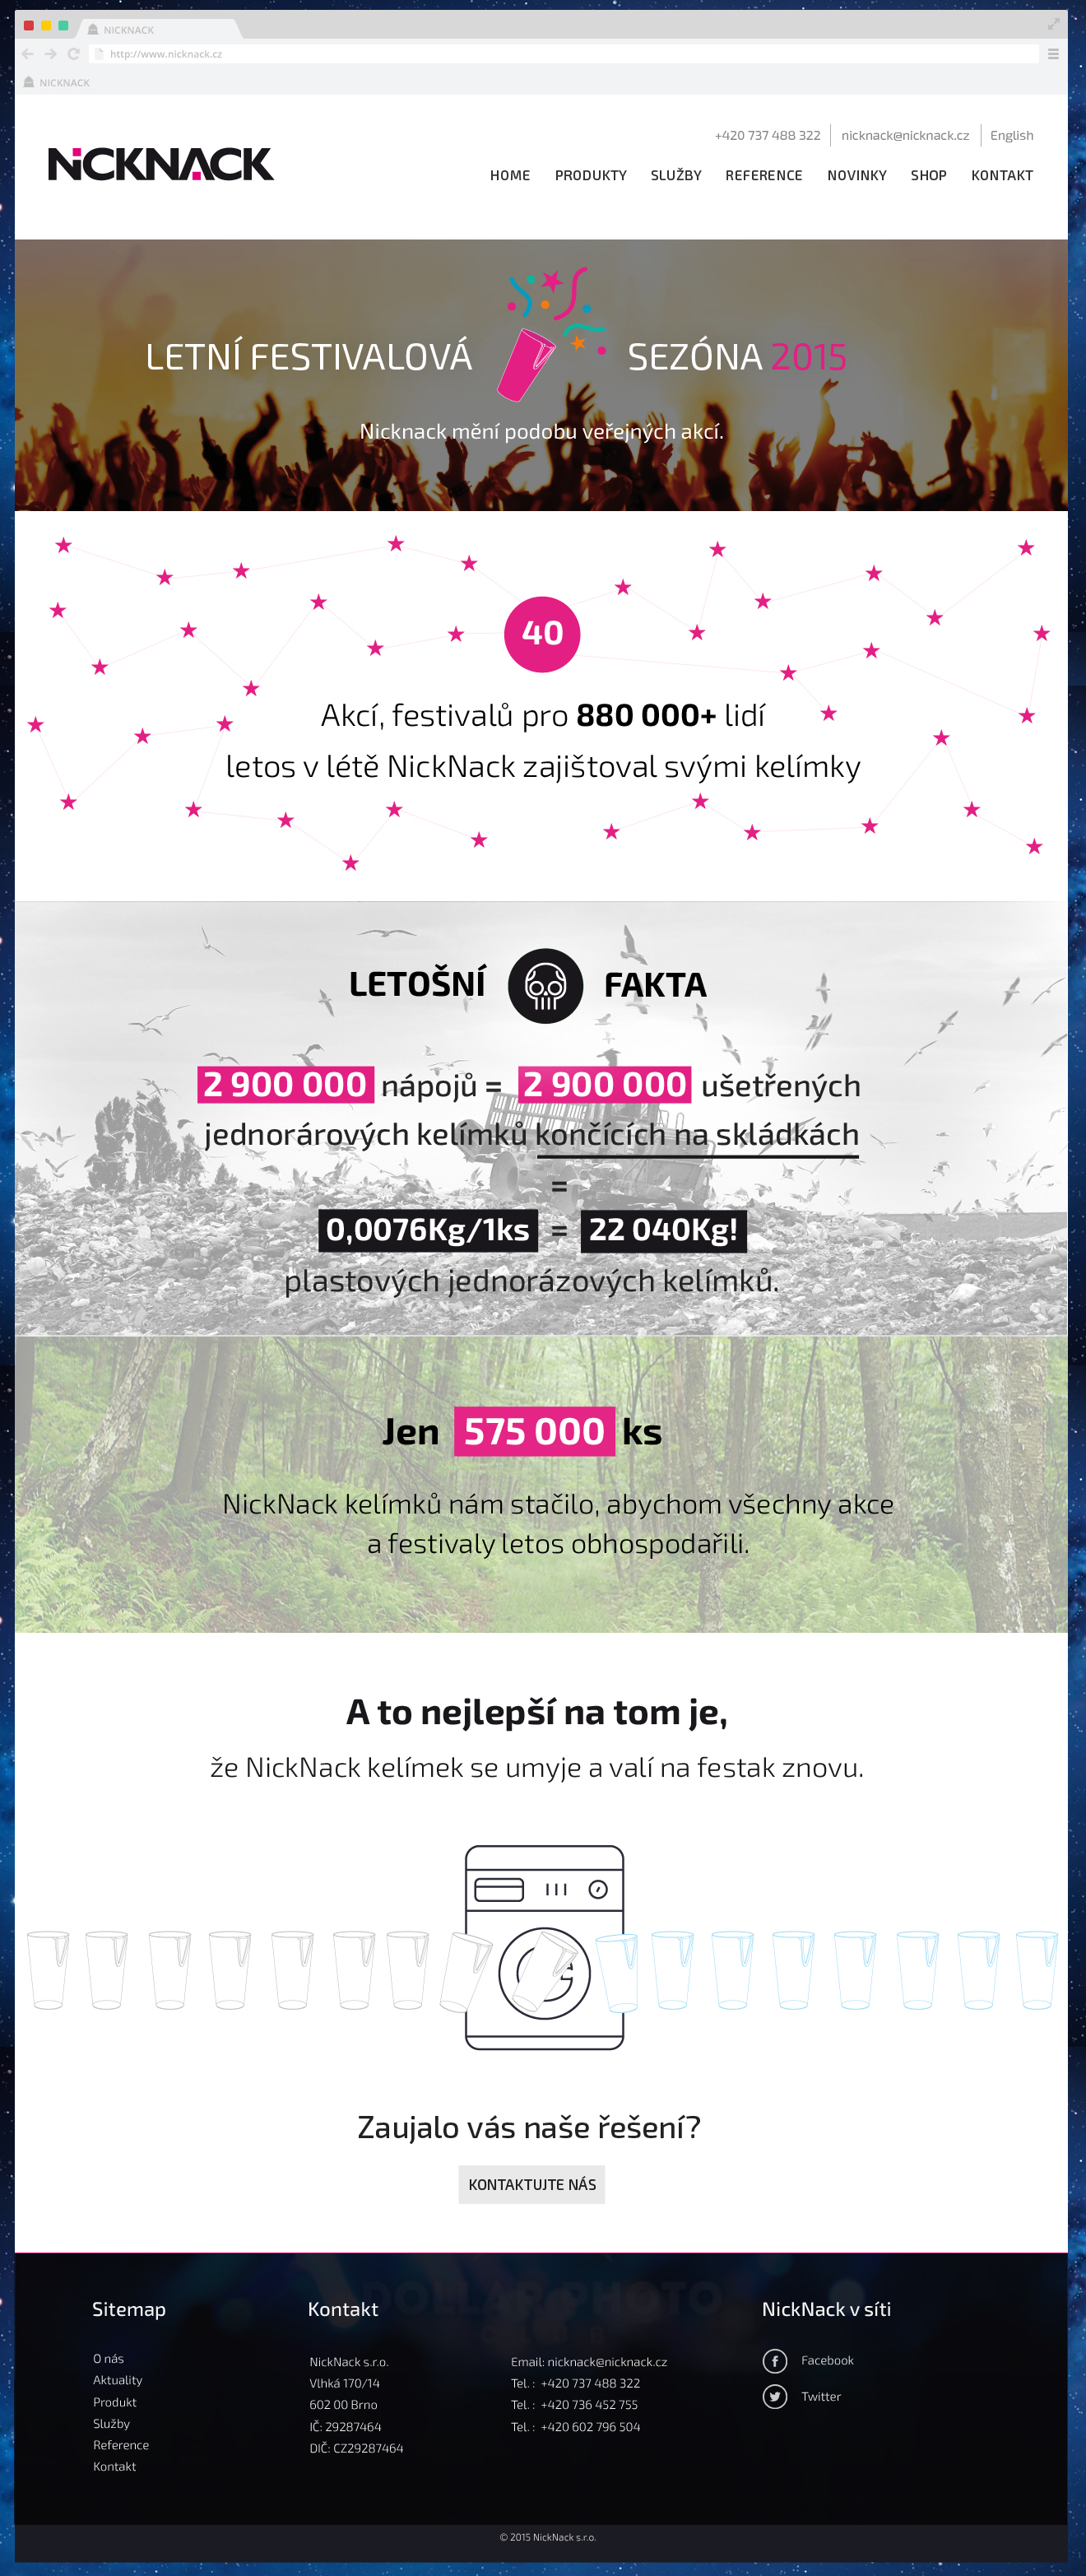 NICKNACK
http://www.nicknack.cz
NICKNACK
+420 737 488 322 nicknack@nicknack.cz English
NICKNACK
HOME PRODUKTY SLUŽBY REFERENCE NOVINKY SHOP KONTAKT
LETNÍ FESTIVALOVÁ SEZÓNA 2015
Nicknack mění podobu veřejných akcí.
40
Akcí, festivalů pro 880 000+ lidí
letos v létě NickNack zajištoval svými kelímky
LETOŠNÍ FAKTA
2 900 000 nápojů = 2 900 000 ušetřených
jednorárových kelímků končících na skládkách
=
0,0076Kg/1ks = 22 040Kg!
plastových jednorázových kelímků.
Jen 575 000 ks
NickNack kelímků nám stačilo, abychom všechny akce
a festivaly letos obhospodařili.
A to nejlepší na tom je,
že NickNack kelímek se umyje a valí na festak znovu.
Zaujalo vás naše řešení?
KONTAKTUJTE NÁS
Sitemap
O nás
Aktuality
Produkt
Služby
Reference
Kontakt
Kontakt
NickNack s.r.o.
Vlhká 170/14
602 00 Brno
IČ: 29287464
DIČ: CZ29287464
Email: nicknack@nicknack.cz
Tel. : +420 737 488 322
Tel. : +420 736 452 755
Tel. : +420 602 796 504
NickNack v síti
Facebook
Twitter
© 2015 NickNack s.r.o.